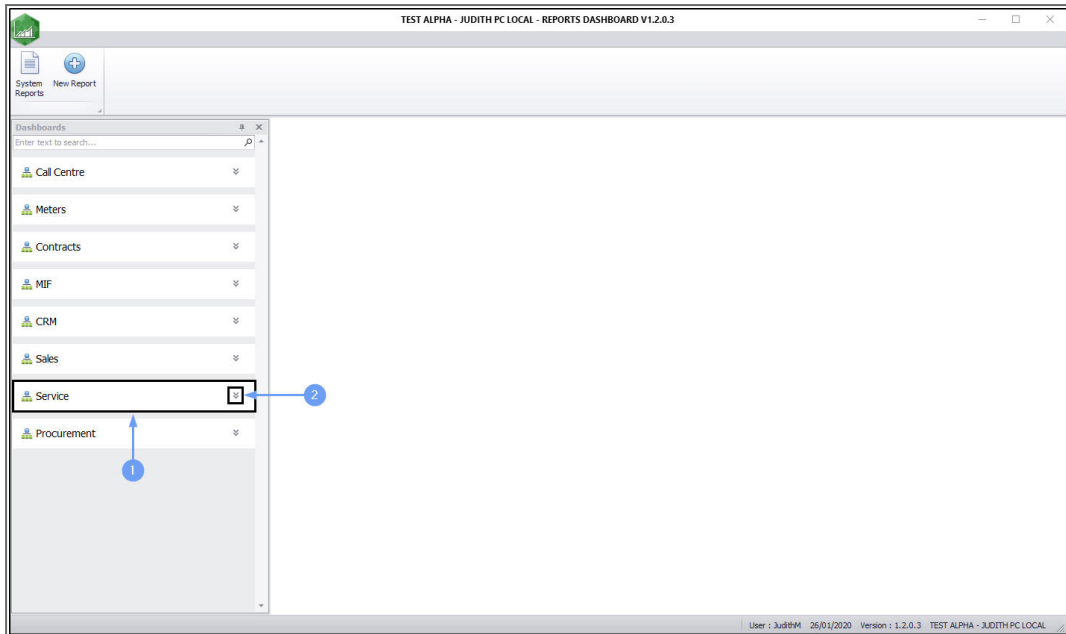 TEST ALPHA - JUDITH PC LOCAL - REPORTS DASHBOARD V1.2.0.3
System Reports
New Report
Dashboards
Enter text to search...
Call Centre
Meters
Contracts
MIF
CRM
Sales
Service
2
Procurement
1
User : JudithM 26/01/2020 Version : 1.2.0.3 TEST ALPHA - JUDITH PC LOCAL